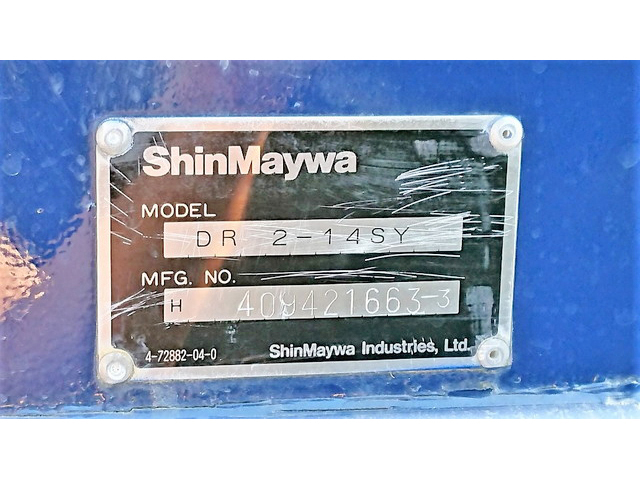 ShinMaywa
MODEL
DR 2-14SY
MFG. NO.
H 409421663-3
4-72882-04-0 ShinMaywa Industries, Ltd.